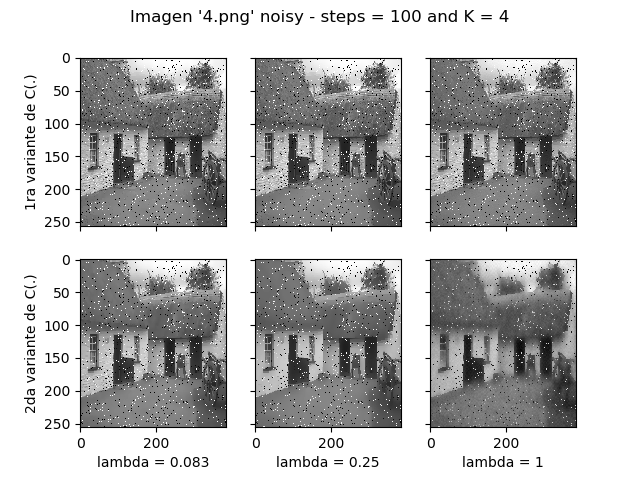 Imagen '4.png' noisy - steps = 100 and K = 4
1ra variante de C(.)
0
50
100
150
200
250
2da variante de C(.)
0
50
100
150
200
250
0 200
0 200
0 200
lambda = 0.083
lambda = 0.25
lambda = 1